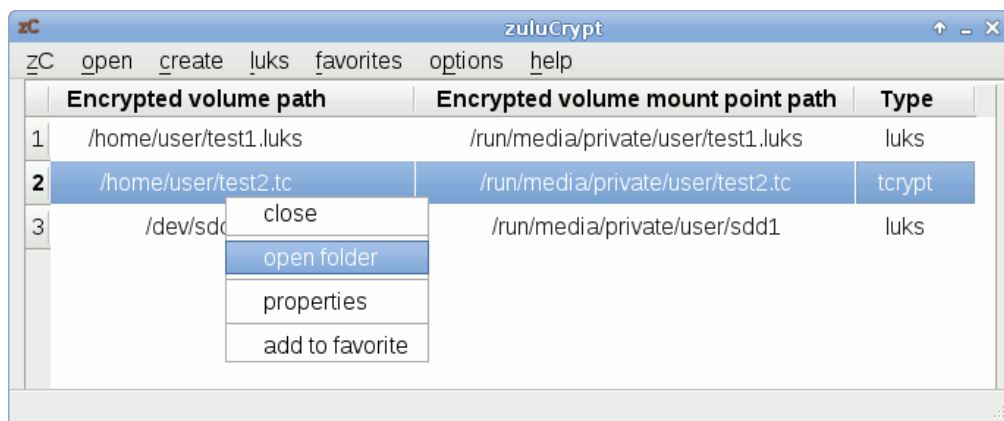 zC zuluCrypt
zC open create luks favorites options help
Encrypted volume path Encrypted volume mount point path Type
1 /home/user/test1.luks /run/media/private/user/test1.luks luks
2 /home/user/test2.tc /run/media/private/user/test2.tc tcrypt
close
3 /dev/sdd /run/media/private/user/sdd1 luks
open folder
properties
add to favorite